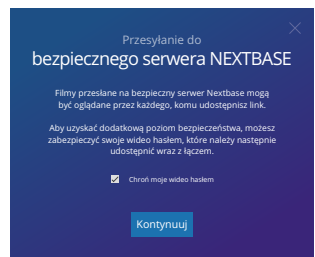 Przesyłanie do
bezpiecznego serwera NEXTBASE
Filmy przesłane na bezpieczny serwer Nextbase mogą
być oglądane przez każdego, komu udostępnisz link.
Aby uzyskać dodatkową poziom bezpieczeństwa, możesz
zabezpieczyć swoje wideo hasłem, które należy następnie
udostępnić wraz z łączem.
Chroń moje wideo hasłem
Kontynuuj